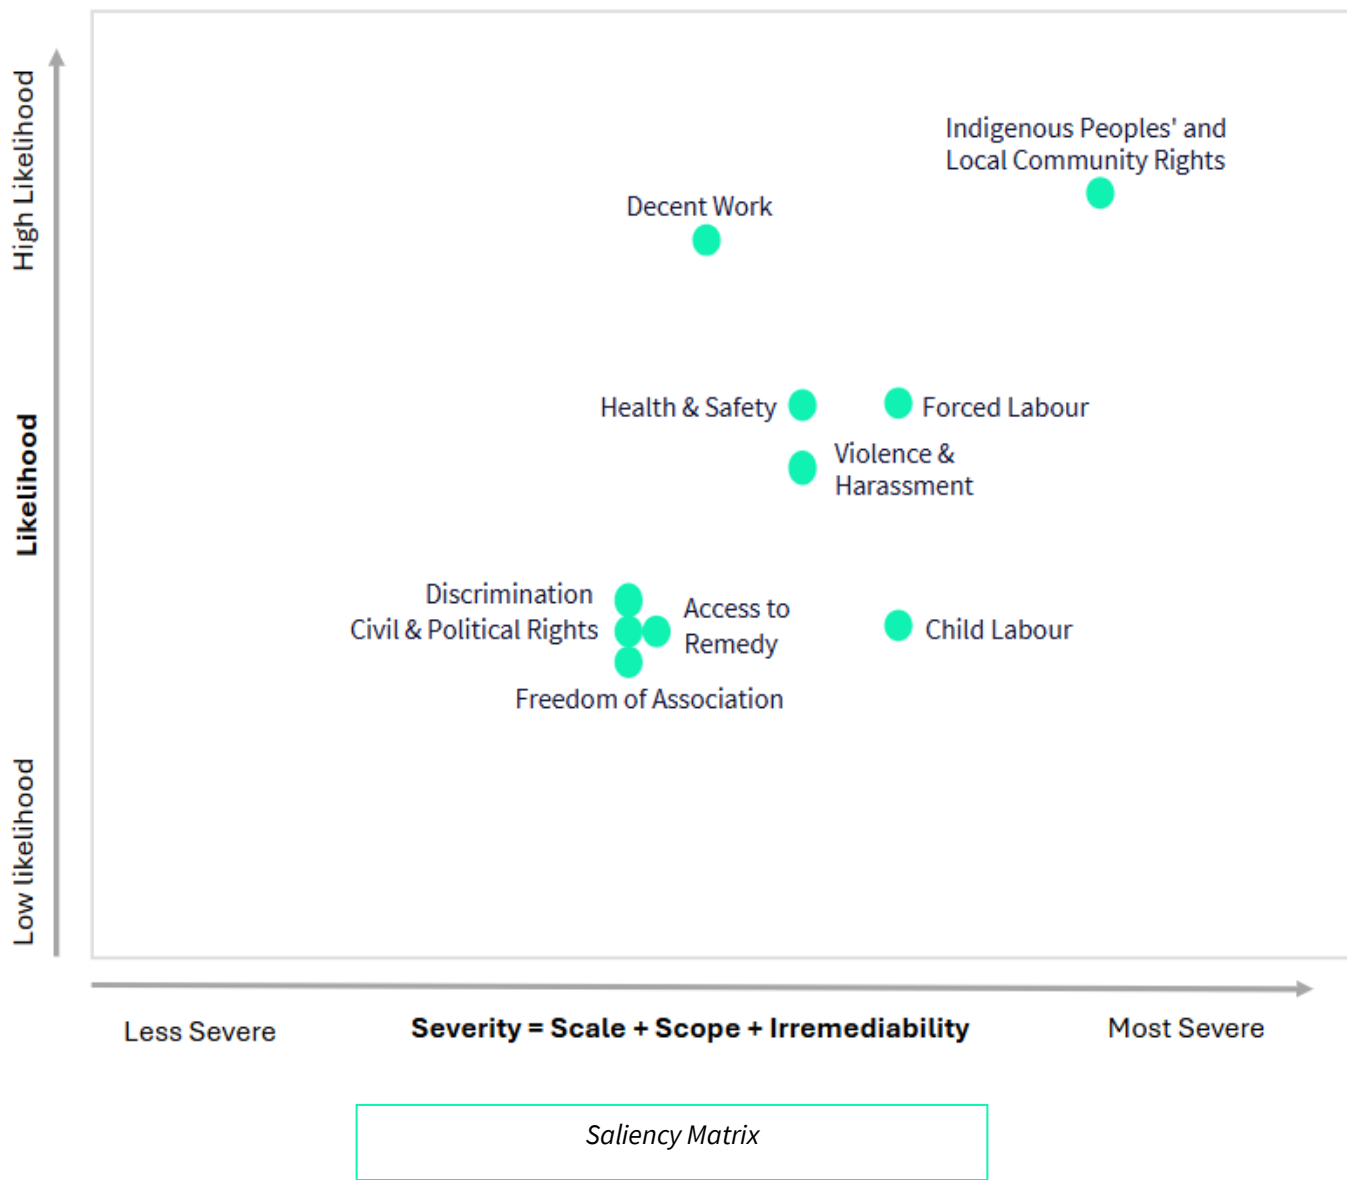 High Likelihood
Likelihood
Low likelihood
Indigenous Peoples' and
Local Community Rights
Decent Work
Health & Safety
Forced Labour
Violence &
Harassment
Discrimination
Civil & Political Rights
Access to
Remedy
Child Labour
Freedom of Association
Less Severe
Severity = Scale + Scope + Irremediability
Most Severe
Saliency Matrix